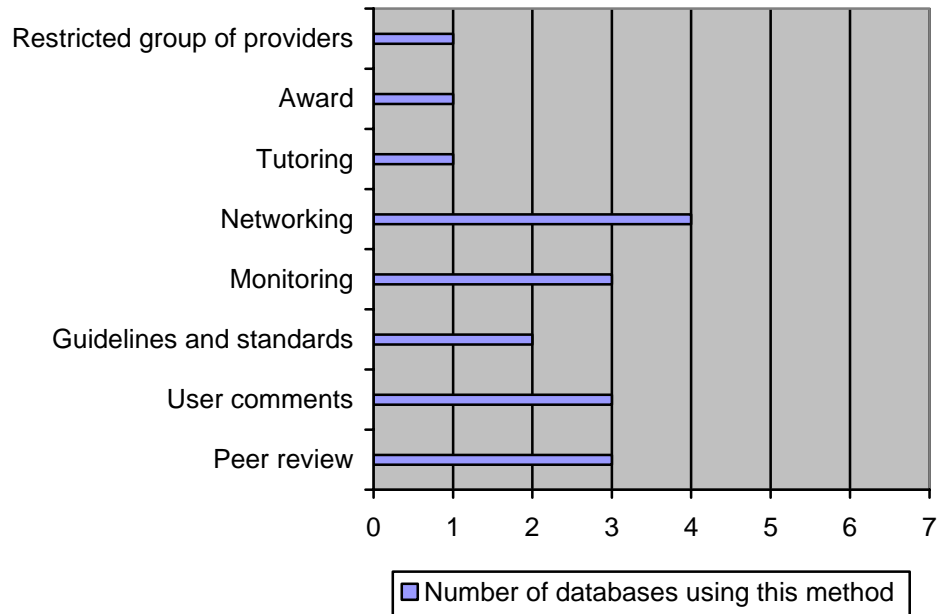 Restricted group of providers
Award
Tutoring
Networking
Monitoring
Guidelines and standards
User comments
Peer review
0 1 2 3 4 5 6 7
Number of databases using this method